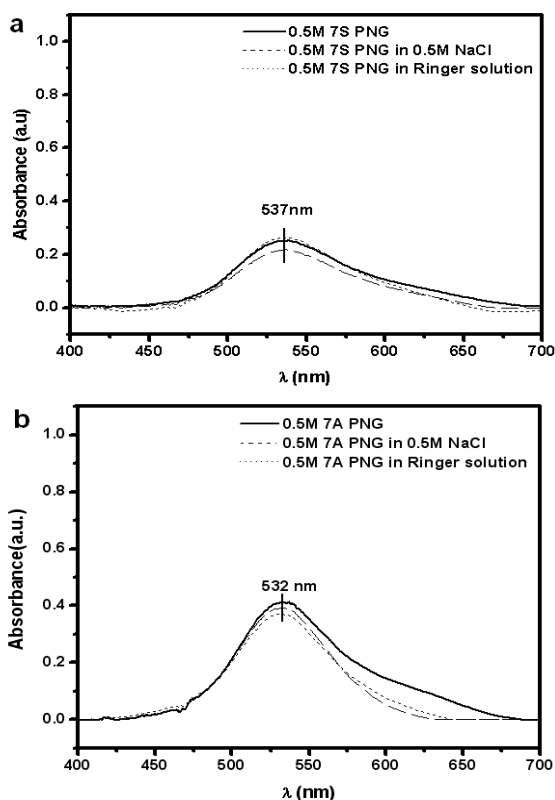 a
0.5M 7S PNG
0.5M 7S PNG in 0.5M NaCl
0.5M 7S PNG in Ringer solution
Absorbance (a.u)
1.0
0.8
0.6
0.4
0.2
0.0
537nm
400 450 500 550 600 650 700
λ (nm)
b
0.5M 7A PNG
0.5M 7A PNG in 0.5M NaCl
0.5M 7A PNG in Ringer solution
Absorbance(a.u.)
1.0
0.8
0.6
0.4
0.2
0.0
532 nm
400 450 500 550 600 650 700
λ (nm)